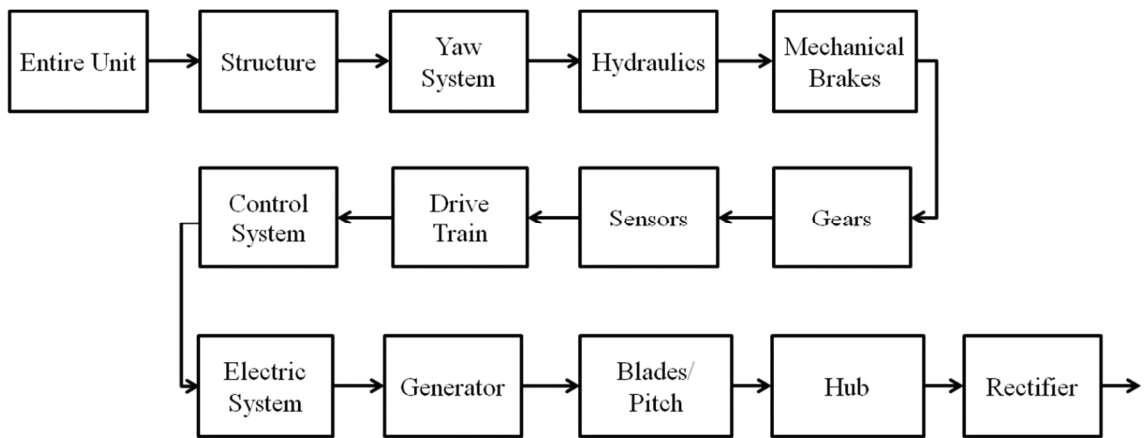 Entire Unit
Structure
Yaw
System
Hydraulics
Mechanical
Brakes
Control
System
Drive
Train
Sensors
Gears
Electric
System
Generator
Blades/
Pitch
Hub
Rectifier